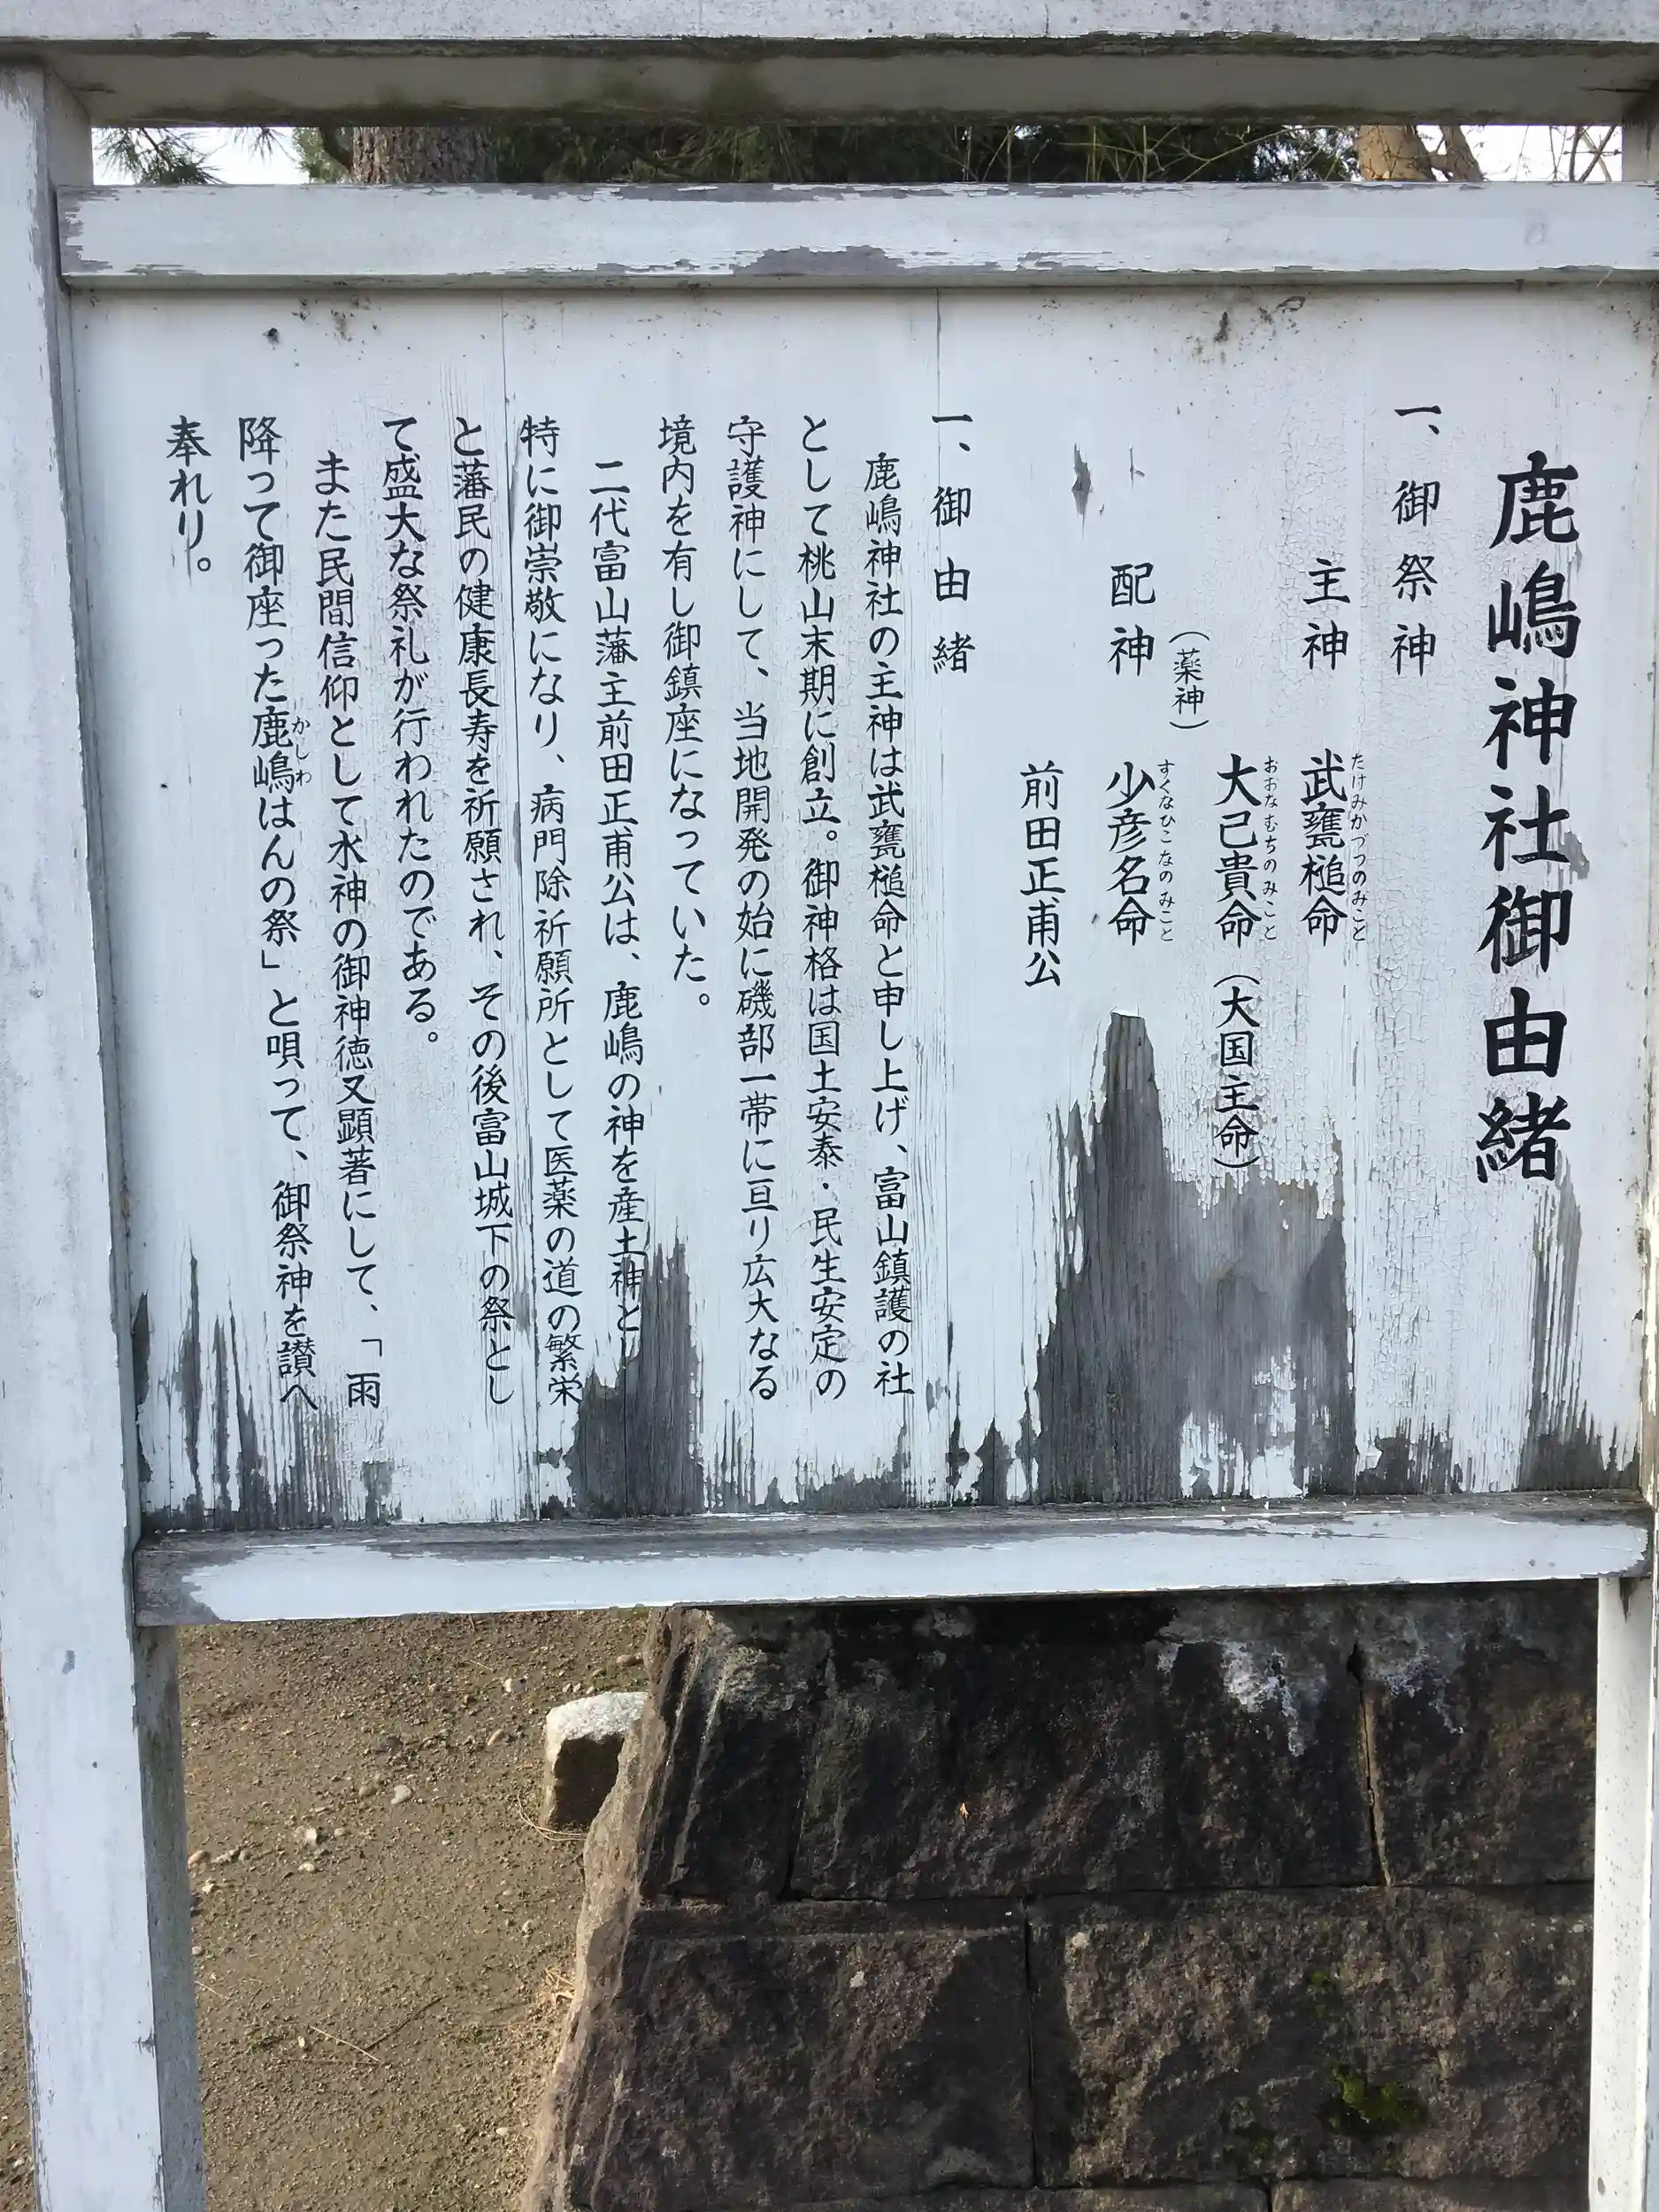 鹿嶋神社御由緒
一、御祭神
主神 武甕槌命
たけみかづつのみこと
大己貴命（大国主命）
おおなむちのみこと
（薬神）
配神 少彦名命
すくなひこなのみこと
前田正甫公
一、御由緒
鹿嶋神社の主神は武甕槌命と申し上げ、富山鎮護の社
として桃山末期に創立。御神格は国土安泰・民生安定の
守護神にして、当地開発の始に磯部一帯に亘り広大なる
境内を有し御鎮座になっていた。
二代富山藩主前田正甫公は、鹿嶋の神を産土神とし
特に御崇敬になり、病門除祈願所として医薬の道の繁栄
と藩民の健康長寿を祈願され、その後富山城下の祭とし
て盛大な祭礼が行われたのである。
また民間信仰として水神の御神徳又顕著にして、「雨
降って御座った鹿嶋はんの祭」と唄って、御祭神を讃へ
かしわ
奉れり。